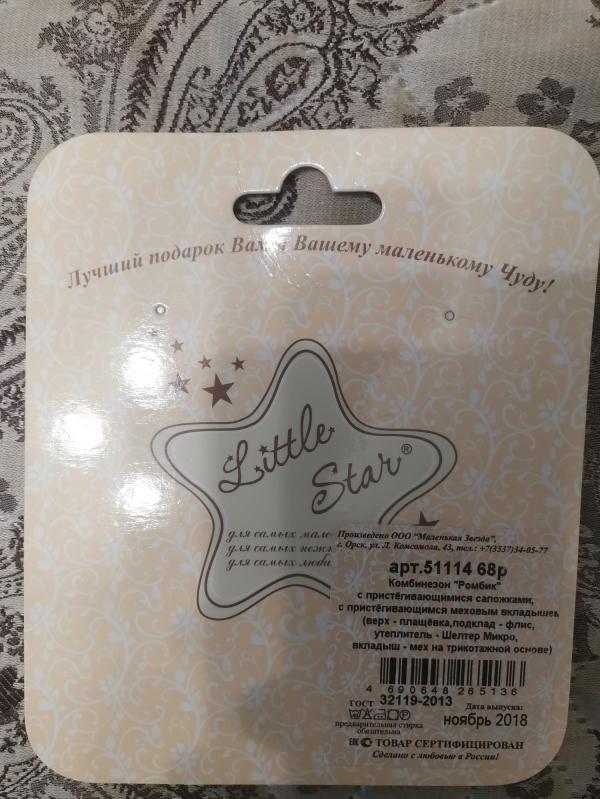 Лучший подарок Вам и Вашему маленькому Чуду!
Little
Star®
для самых
для самых
для самых
Произведено ООО "Маленькая Звезда",
г. Орск, ул. Л. Комсомола, 43, тел.: +7(3537)34-05-77
арт.51114 68р
Комбинезон "Ромбик"
с пристёгивающимися сапожками,
с пристёгивающимся меховым вкладышем
(верх - плащёвка,подклад - флис,
утеплитель - Шелтер Микро,
вкладыш - мех на трикотажной основе)
4 690648 265136
ГОСТ 32119-2013
Дата выпуска:
ноябрь 2018
предварительная стирка
обязательна
EAC ТОВАР СЕРТИФИЦИРОВАН
Сделано с любовью в России!